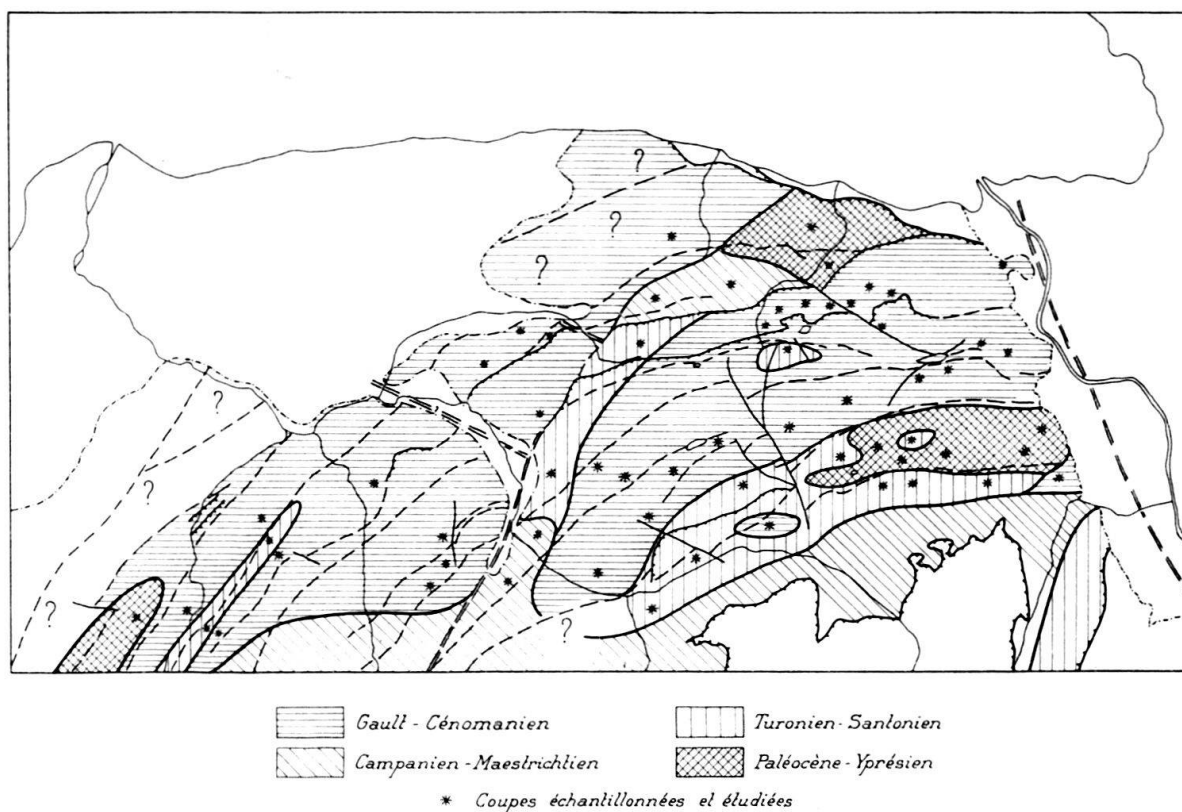 ?
?
?
?
?
?
?
Gault - Cénomanien
Turonien - Santonien
Campanien - Maestrichtien
Paléocène - Yprésien
* Coupes échantillonnées et étudiées